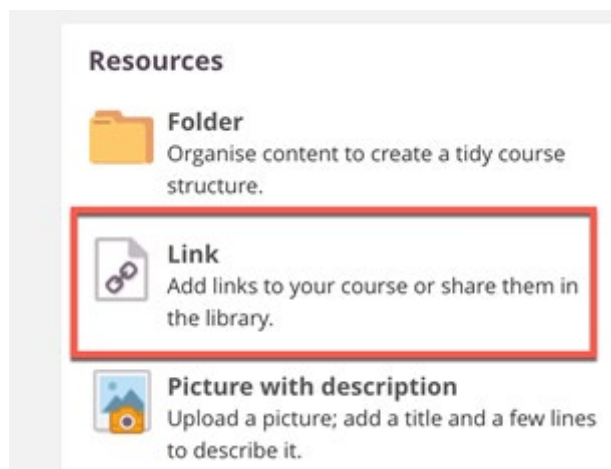 Resources
Folder
Organise content to create a tidy course
structure.
Link
Add links to your course or share them in
the library.
Picture with description
Upload a picture; add a title and a few lines
to describe it.